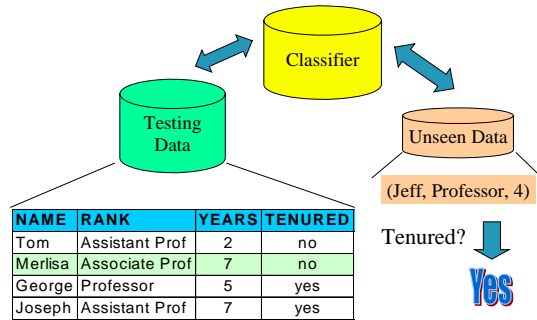 Classifier
Testing
Data
Unseen Data
(Jeff, Professor, 4)
NAME RANK YEARS TENURED
Tom Assistant Prof 2 no
Merlisa Associate Prof 7 no
George Professor 5 yes
Joseph Assistant Prof 7 yes
Tenured?
Yes